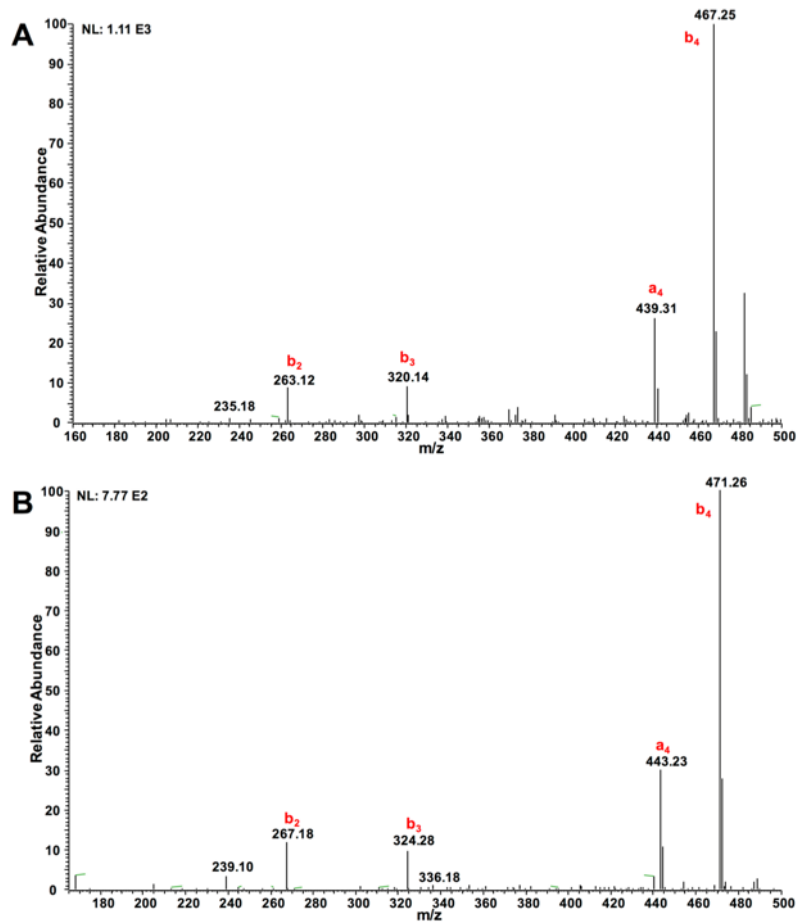 A
NL: 1.11 E3
467.25
b4
a4
439.31
b3
320.14
b2
263.12
235.18
100
90
80
70
60
50
40
30
20
10
0
Relative Abundance
160 180 200 220 240 260 280 300 320 340 360 380 400 420 440 460 480 500
m/z
B
NL: 7.77 E2
471.26
b4
a4
443.23
b3
324.28
336.18
b2
267.18
239.10
100
90
80
70
60
50
40
30
20
10
0
Relative Abundance
180 200 220 240 260 280 300 320 340 360 380 400 420 440 460 480 500
m/z